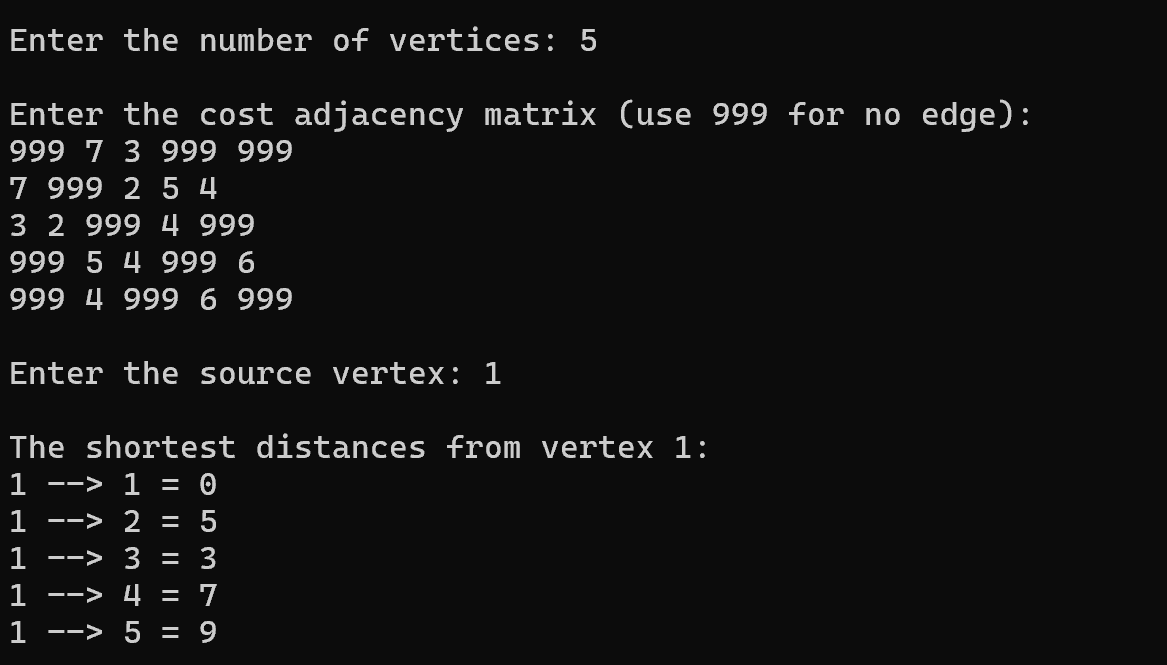 Enter the number of vertices: 5
Enter the cost adjacency matrix (use 999 for no edge):
999 7 3 999 999
7 999 2 5 4
3 2 999 4 999
999 5 4 999 6
999 4 999 6 999
Enter the source vertex: 1
The shortest distances from vertex 1:
1 --> 1 = 0
1 --> 2 = 5
1 --> 3 = 3
1 --> 4 = 7
1 --> 5 = 9